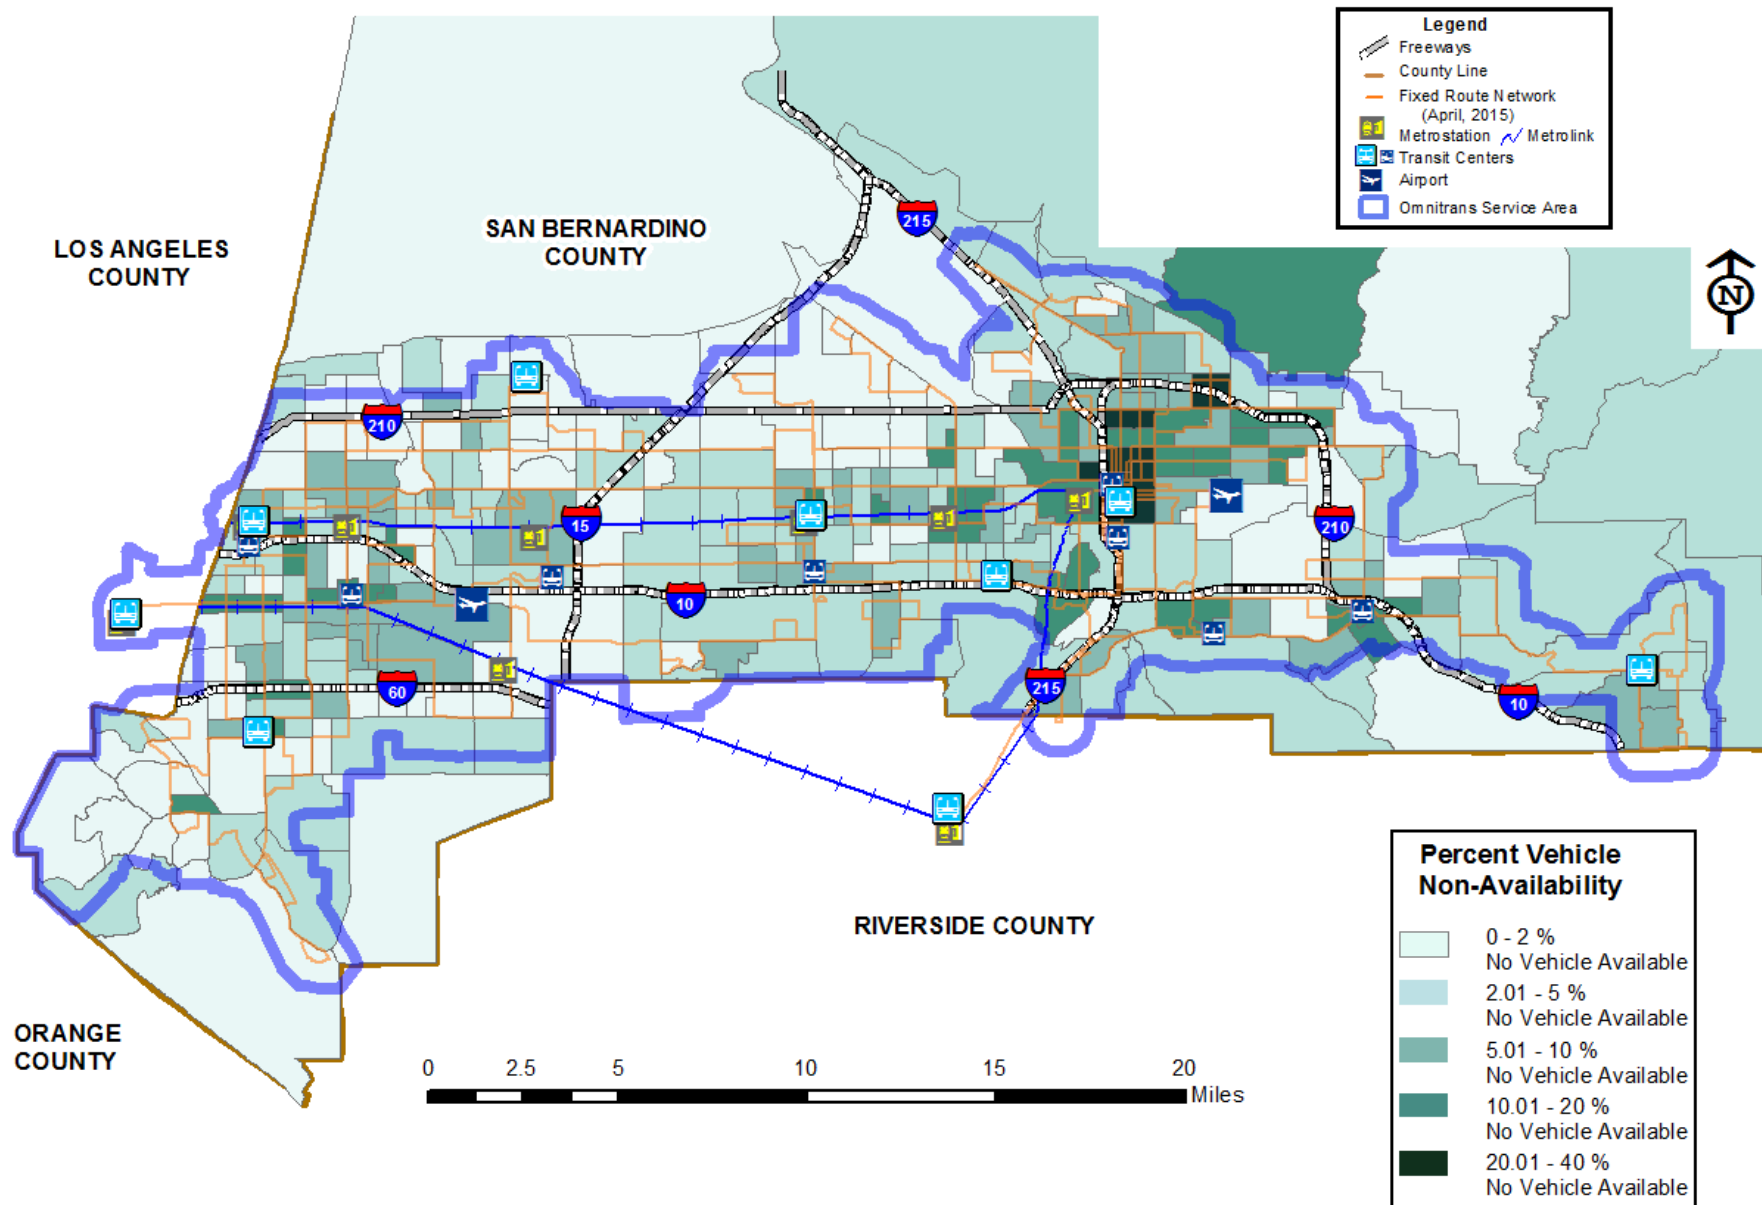 Legend
Freeways
County Line
Fixed Route Network
(April, 2015)
Metrostation Metrolink
Transit Centers
Airport
Omnitrans Service Area
N
LOS ANGELES
COUNTY
SAN BERNARDINO
COUNTY
215
210
15
210
10
60
215
10
RIVERSIDE COUNTY
ORANGE
COUNTY
0 2.5 5 10 15 20
Miles
Percent Vehicle
Non-Availability
0 - 2 %
No Vehicle Available
2.01 - 5 %
No Vehicle Available
5.01 - 10 %
No Vehicle Available
10.01 - 20 %
No Vehicle Available
20.01 - 40 %
No Vehicle Available